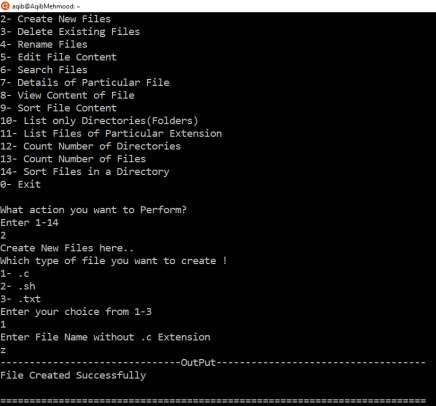 aqib@AqibMehmood: ~
2- Create New Files
3- Delete Existing Files
4- Rename Files
5- Edit File Content
6- Search Files
7- Details of Particular File
8- View Content of File
9- Sort File Content
10- List only Directories(Folders)
11- List Files of Particular Extension
12- Count Number of Directories
13- Count Number of Files
14- Sort Files in a Directory
0- Exit
What action you want to Perform?
Enter 1-14
2
Create New Files here..
Which type of file you want to create !
1- .c
2- .sh
3- .txt
Enter your choice from 1-3
1
Enter File Name without .c Extension
z
-------------------------------OutPut------------------------------------
File Created Successfully
=========================================================================